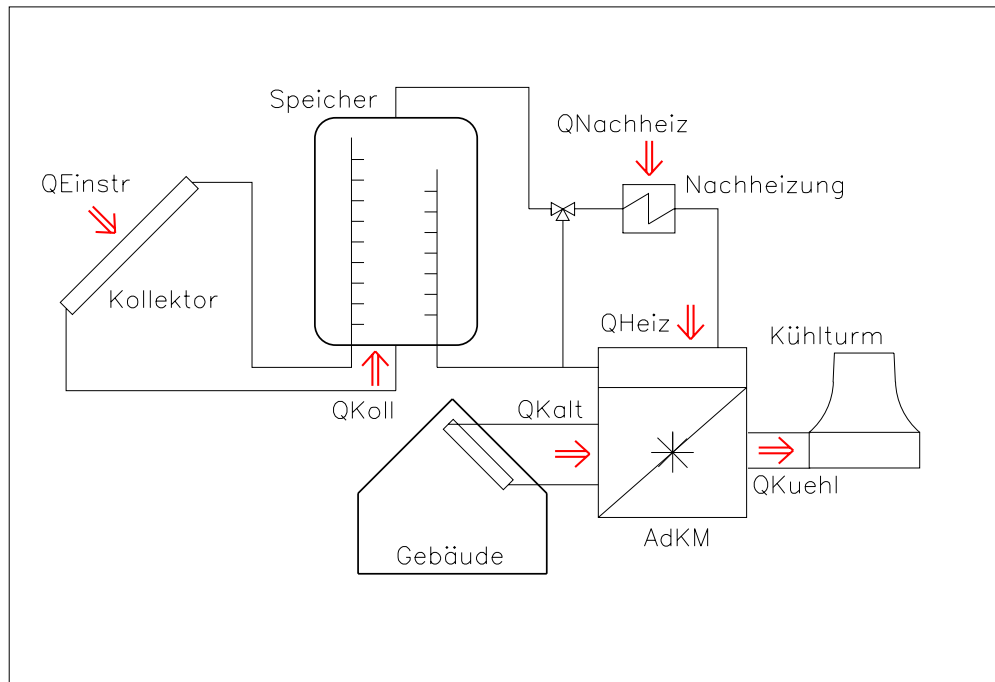 Speicher
QNachheiz
QEinstr
Nachheizung
Kollektor
QHeiz
Kühlturm
QKoll
QKalt
QKuehl
AdKM
Gebäude